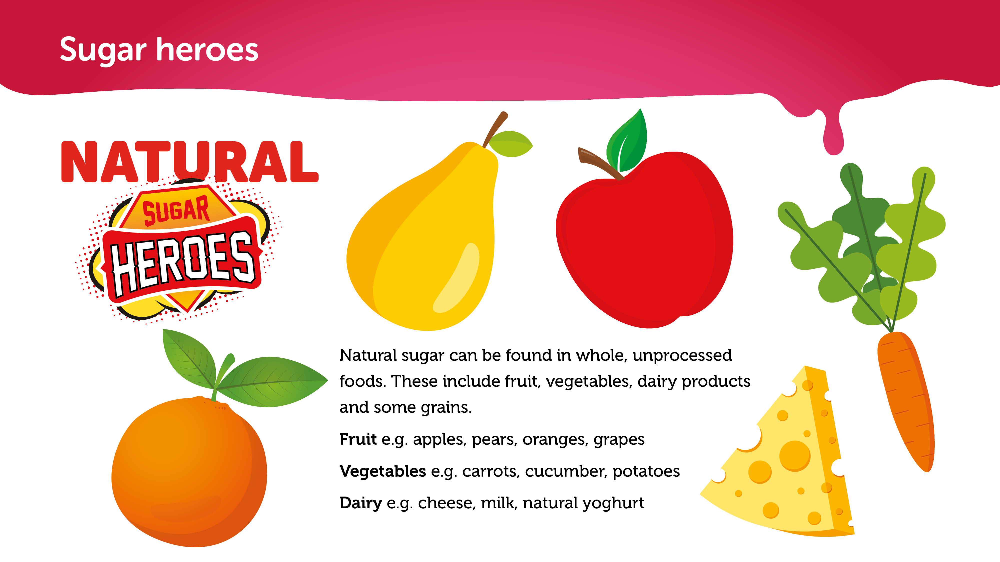 Sugar heroes
NATURAL
SUGAR
HEROES
Natural sugar can be found in whole, unprocessed
foods. These include fruit, vegetables, dairy products
and some grains.
Fruit e.g. apples, pears, oranges, grapes
Vegetables e.g. carrots, cucumber, potatoes
Dairy e.g. cheese, milk, natural yoghurt